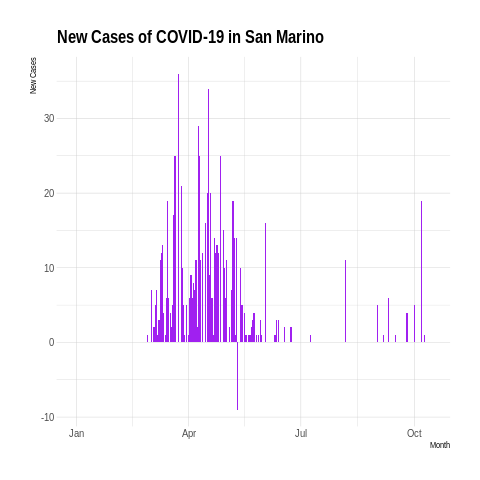 New Cases of COVID-19 in San Marino
New Cases
30
20
10
0
-10
Jan Apr Jul Oct
Month